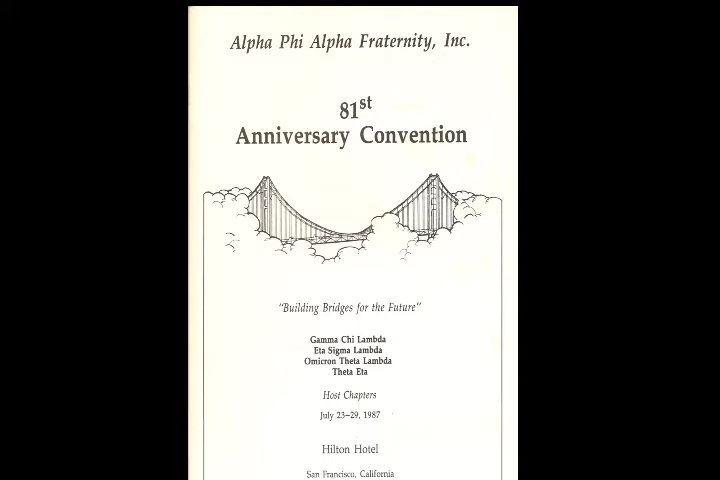 Alpha Phi Alpha Fraternity, Inc.
81st
Anniversary Convention
"Building Bridges for the Future"
Gamma Chi Lambda
Eta Sigma Lambda
Omicron Theta Lambda
Theta Eta
Host Chapters
July 23–29, 1987
Hilton Hotel
San Francisco, California